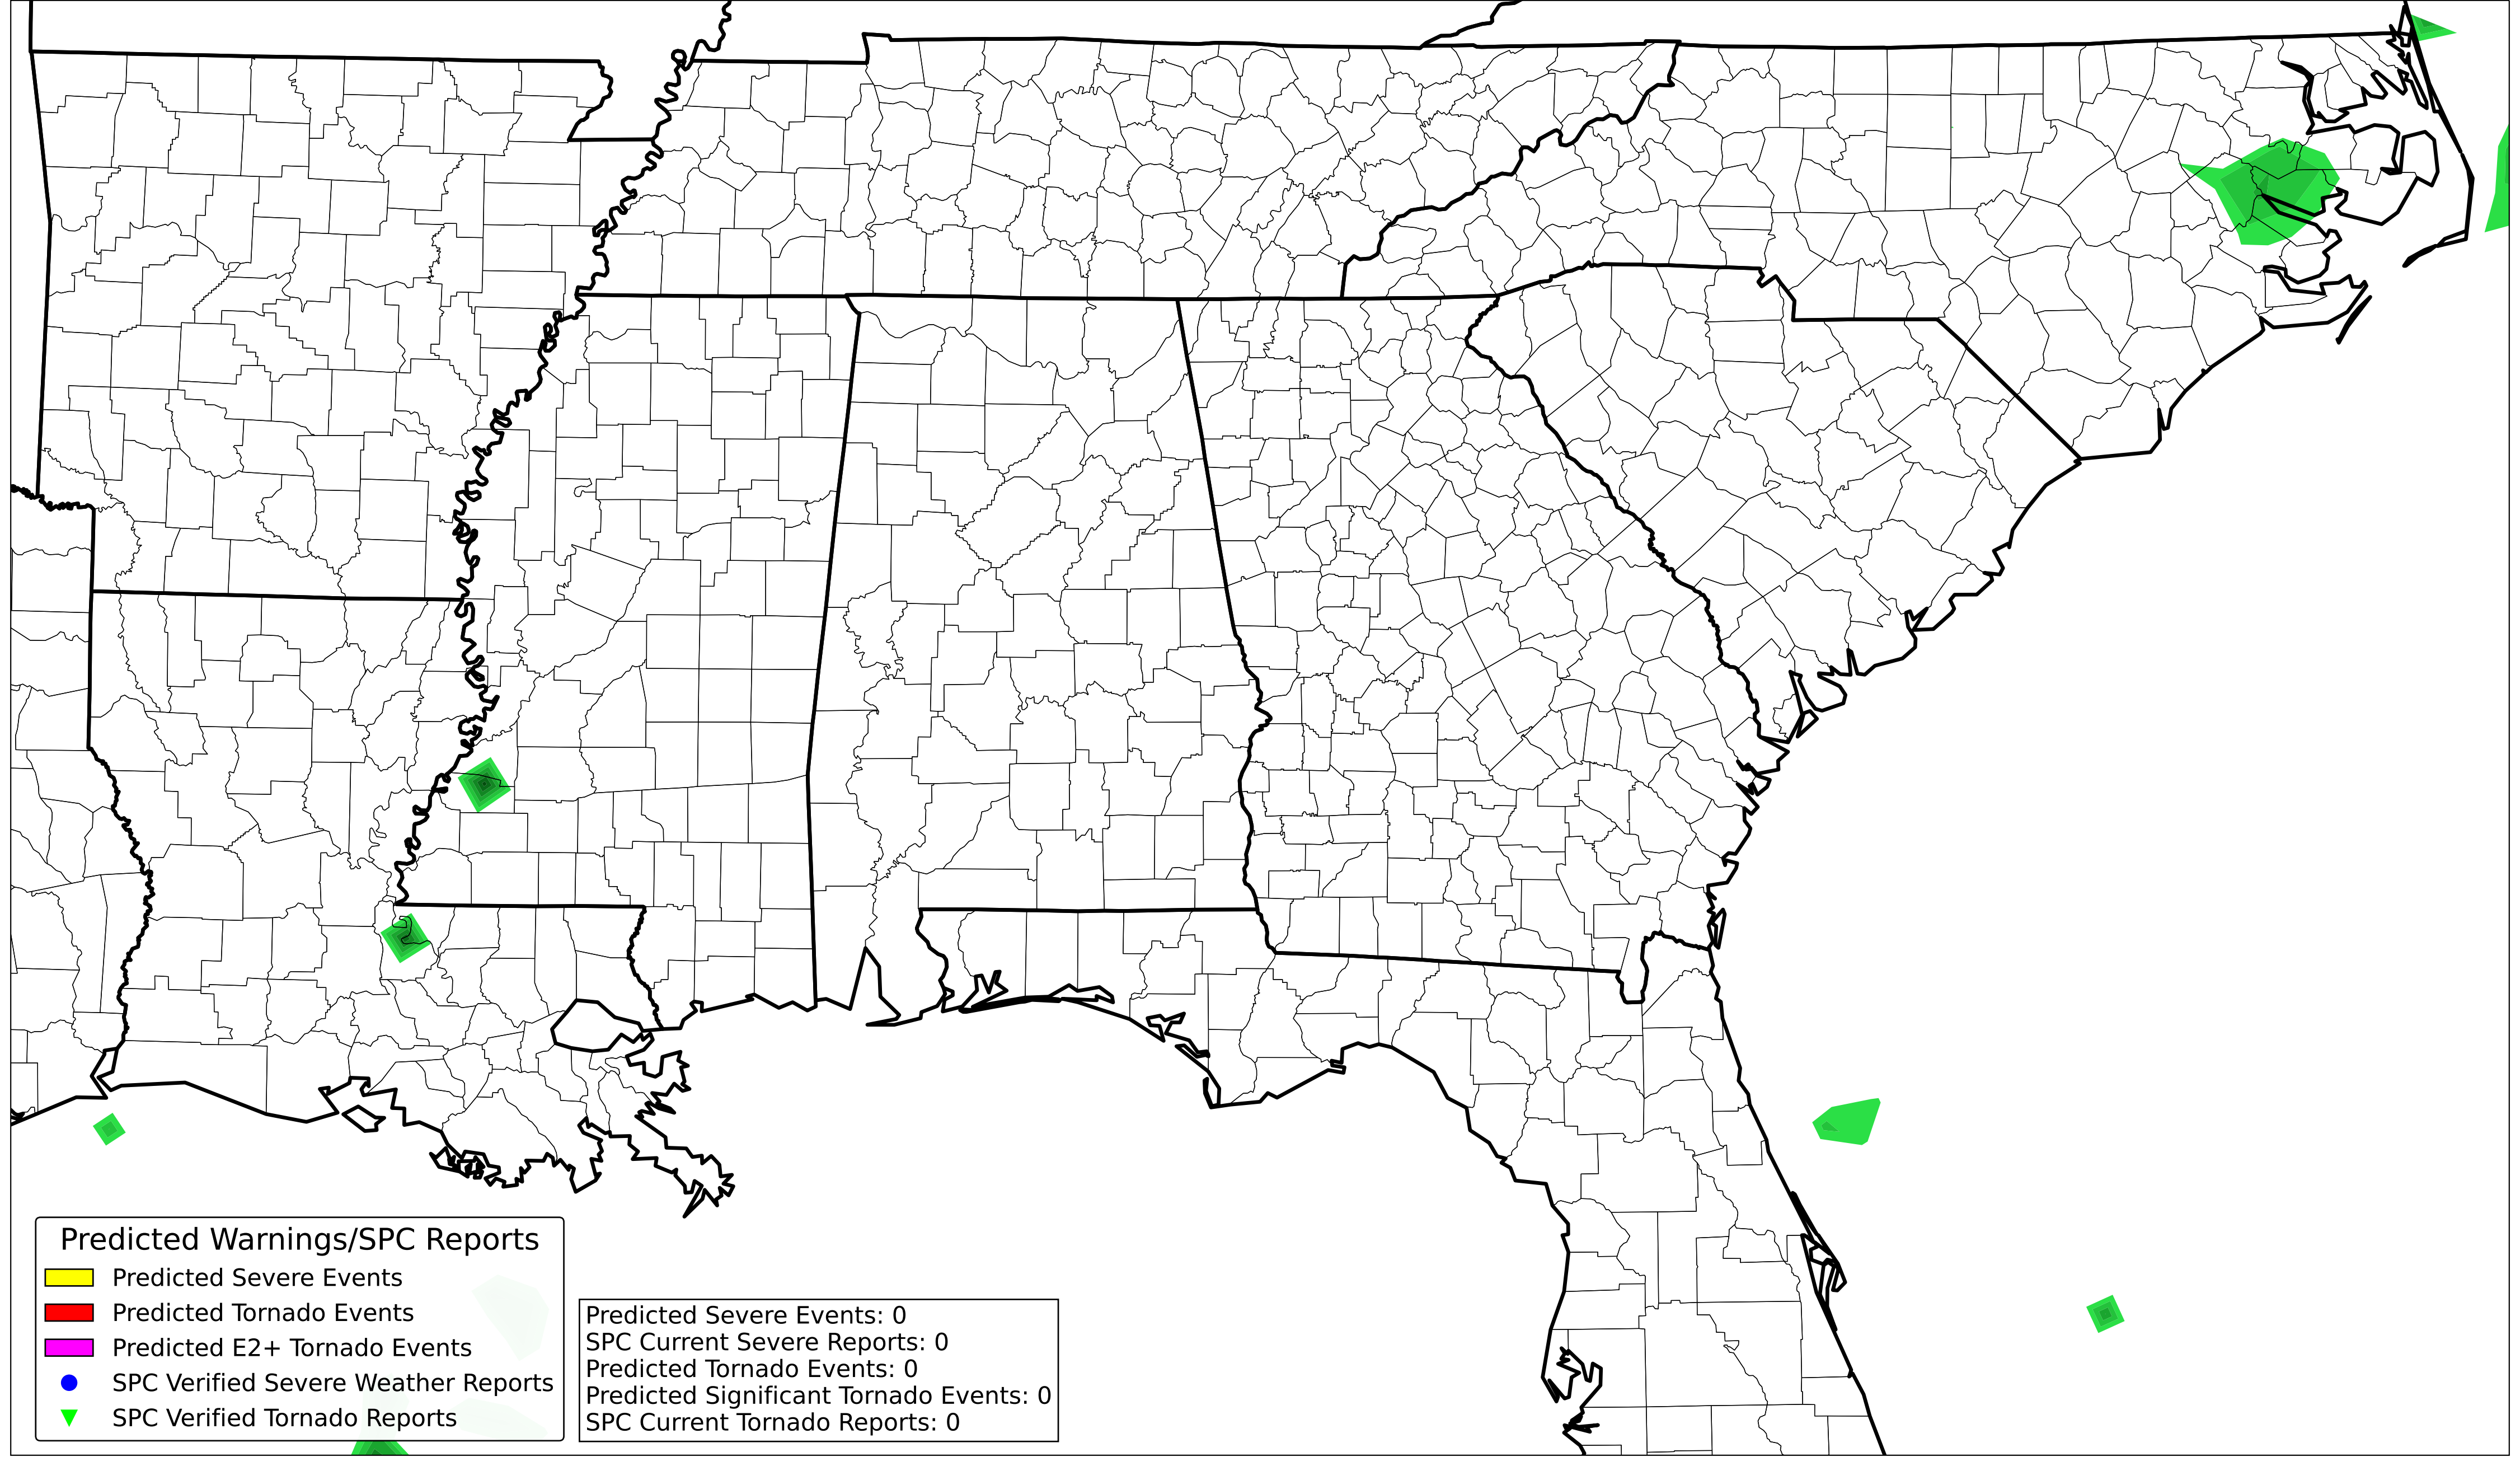 Predicted Warnings/SPC Reports
Predicted Severe Events
Predicted Tornado Events
Predicted E2+ Tornado Events
SPC Verified Severe Weather Reports
SPC Verified Tornado Reports
Predicted Severe Events: 0
SPC Current Severe Reports: 0
Predicted Tornado Events: 0
Predicted Significant Tornado Events: 0
SPC Current Tornado Reports: 0